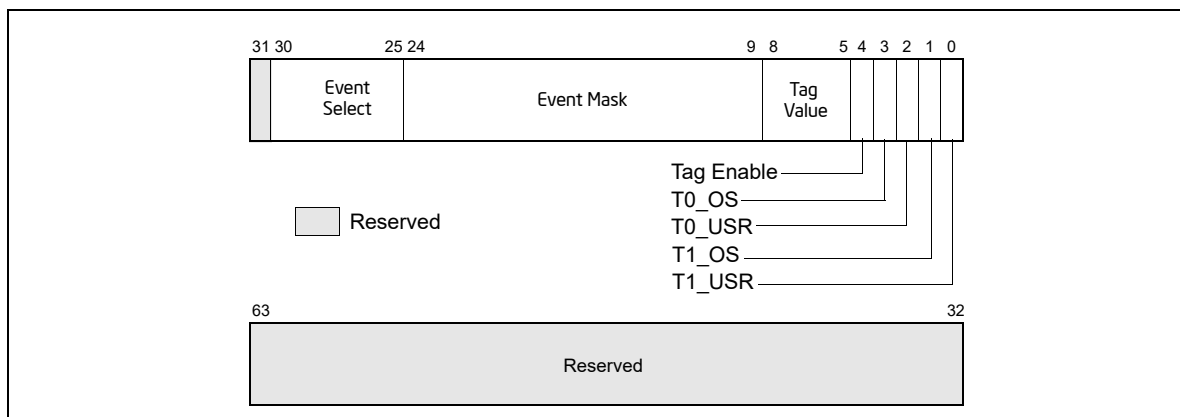 31 30 25 24 9 8 5 4 3 2 1 0
Event
Select
Event Mask
Tag
Value
Tag Enable
T0_OS
Reserved
T0_USR
T1_OS
T1_USR
63 32
Reserved